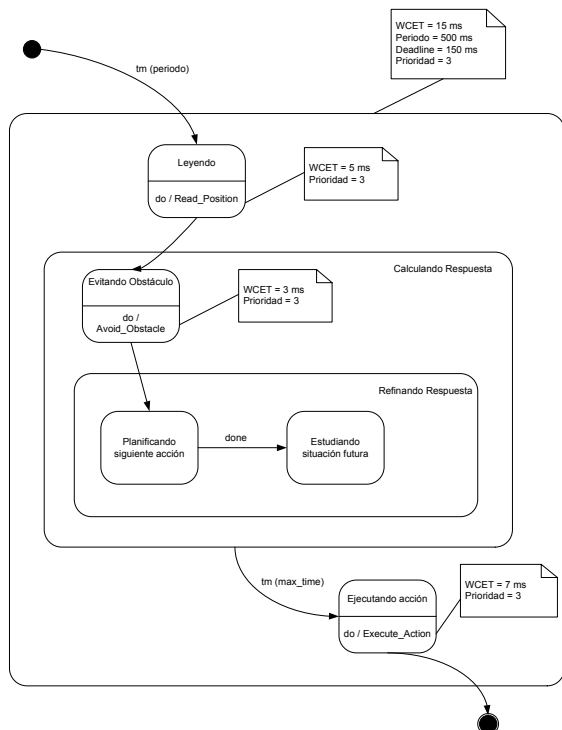 WCET = 15 ms
Periodo = 500 ms
Deadline = 150 ms
Prioridad = 3
tm (periodo)
Leyendo
do / Read_Position
WCET = 5 ms
Prioridad = 3
Calculando Respuesta
Evitando Obstáculo
do /
Avoid_Obstacle
WCET = 3 ms
Prioridad = 3
Refinando Respuesta
Planificando
siguiente acción
done
Estudiando
situación futura
tm (max_time)
Ejecutando acción
do / Execute_Action
WCET = 7 ms
Prioridad = 3